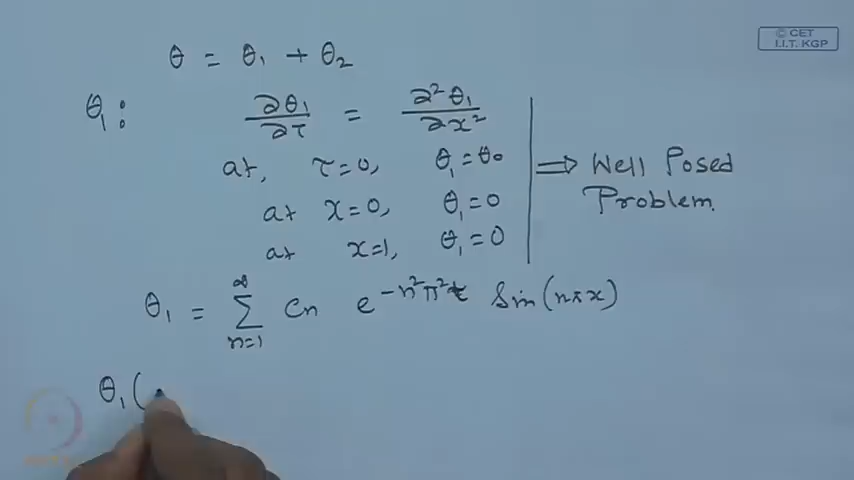 © CET
I.I.T. KGP
θ = θ₁ + θ₂
θ₁ : ∂θ₁/∂τ = ∂²θ₁/∂x²
at, τ=0, θ₁=θ₀
at x=0, θ₁=0
at x=1, θ₁=0
⟹ Well Posed
Problem.
θ₁ = ∑_{n=1}^{∞} Cn e^{-n²π²τ} Sin(nπx)
θ₁(